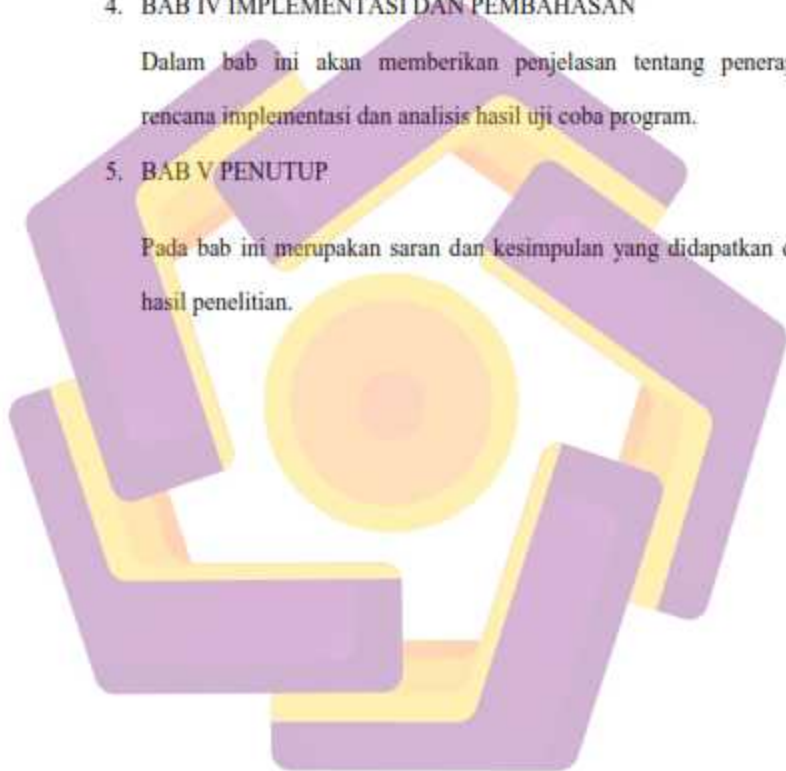 4. BAB IV IMPLEMENTASI DAN PEMBAHASAN
Dalam bab ini akan memberikan penjelasan tentang penera
rencana implementasi dan analisis hasil uji coba program.
5. BAB V PENUTUP
Pada bab ini merupakan saran dan kesimpulan yang didapatkan
hasil penelitian.